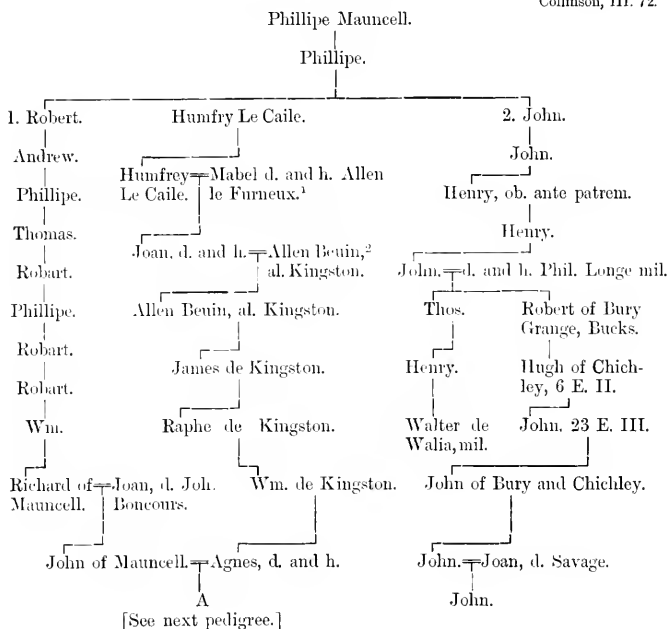 Collinson, III. 72.
Phillipe Mauncell.
Phillipe.
1. Robert. Humfry Le Caile. 2. John.
Andrew. John.
Humfrey Mabel d. and h. Allen
Phillipe. Le Caile. le Furneux.¹ Henry, ob. ante patrem.
Thomas. Henry.
Joan, d. and h. Allen Beuin,²
Robart. al. Kingston. John. d. and h. Phil. Longe mil.
Phillipe. Allen Beuin, al. Kingston. Thos. Robert of Bury
Robart. Grange, Bucks.
James de Kingston. Henry. Hugh of Chich-
Robart. ley, 6 E. II.
Wm. Raphe de Kingston. Walter de John. 23 E. III.
Walia, mil.
Richard of Joan, d. Joh. Wm. de Kingston. John of Bury and Chichley.
Mauncell. Boncours.
John of Mauncell. Agnes, d. and h. John. Joan, d. Savage.
A John.
[See next pedigree.]